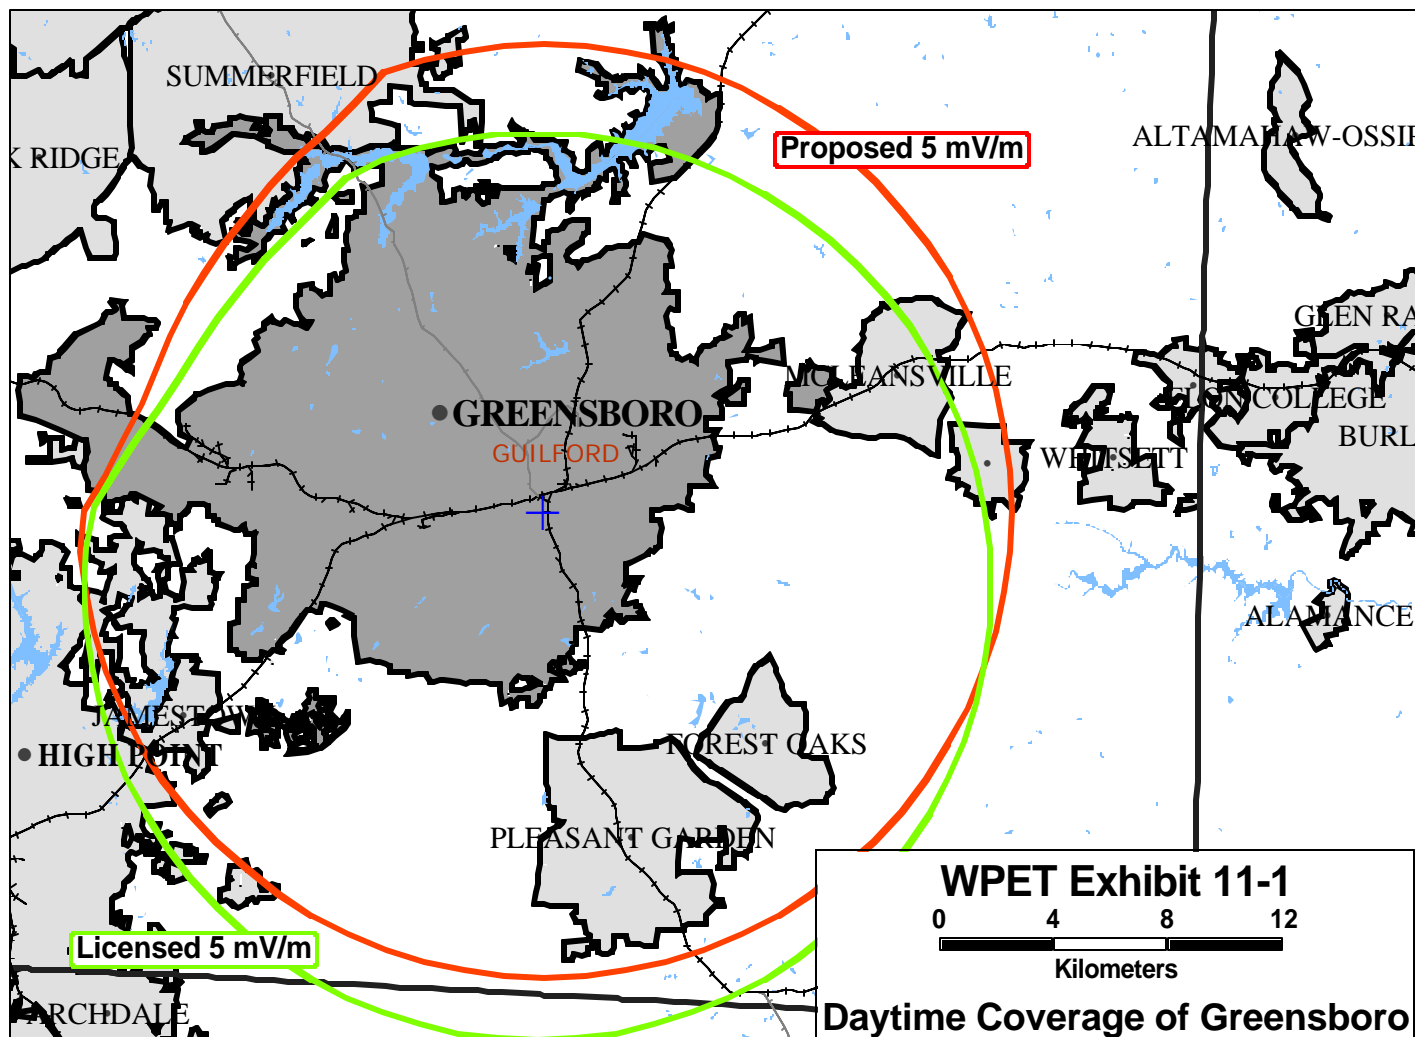 SUMMERFIELD
K RIDGE
Proposed 5 mV/m
ALTAMAHAW-OSSIP
GLEN RA
MCLEANSVILLE
ELON COLLEGE
GREENSBORO
GUILFORD
BURL
WHITSETT
ALAMANCE
JAMESTOW
HIGH POINT
FOREST OAKS
PLEASANT GARDEN
WPET Exhibit 11-1
0 4 8 12
Kilometers
Licensed 5 mV/m
ARCHDALE
Daytime Coverage of Greensboro